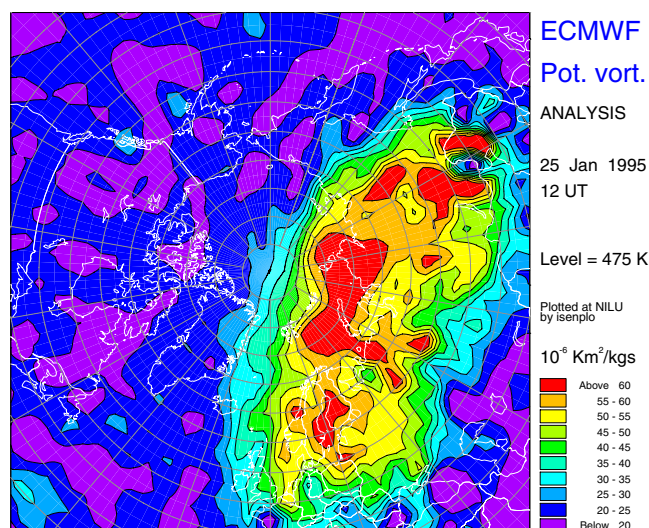 ECMWF
Pot. vort.
ANALYSIS
25 Jan 1995
12 UT
Level = 475 K
Plotted at NILU
by isenplo
10⁻⁶ Km²/kgs
Above 60
55 - 60
50 - 55
45 - 50
40 - 45
35 - 40
30 - 35
25 - 30
20 - 25
Below 20